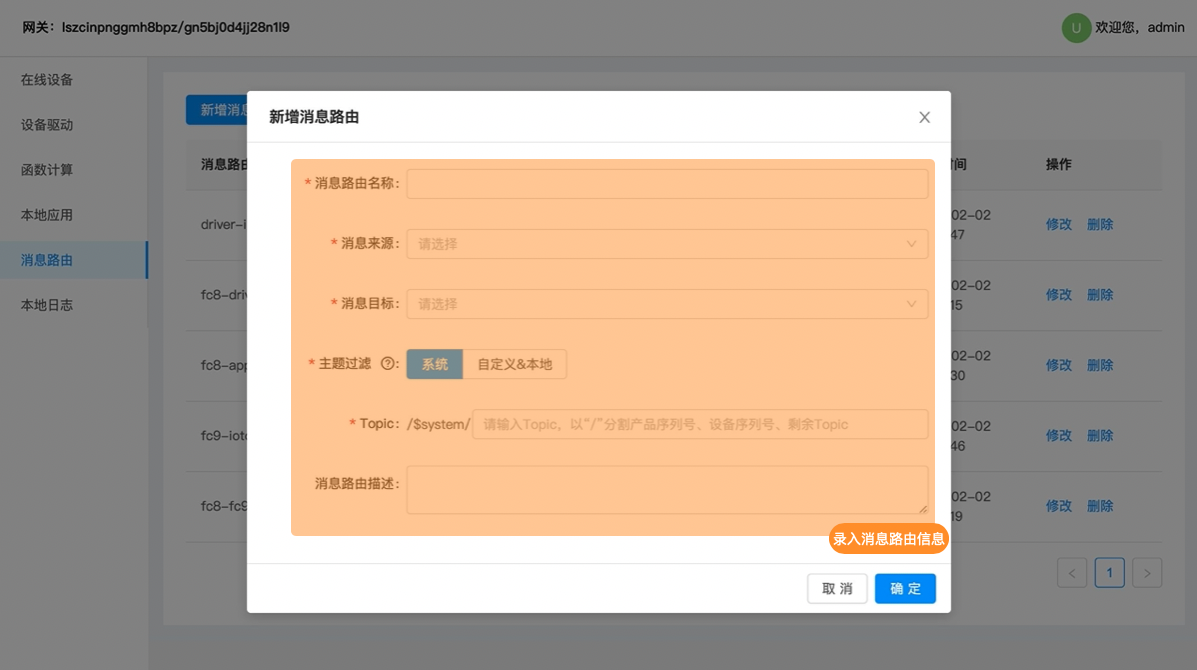 网关：lszcinpnggmh8bpz/gn5bj0d4jj28n1l9
U 欢迎您，admin
在线设备
设备驱动
函数计算
本地应用
消息路由
本地日志
新增消息
消息路由
间
操作
driver-i
02-02
47
修改 删除
fc8-driv
02-02
15
修改 删除
fc8-app
02-02
30
修改 删除
fc9-iot
02-02
46
修改 删除
fc8-fc9
02-02
19
修改 删除
< 1 >
新增消息路由
* 消息路由名称：
* 消息来源： 请选择
* 消息目标： 请选择
* 主题过滤 ?： 系统 自定义&本地
* Topic： /$system/ 请输入Topic，以“/”分割产品序列号、设备序列号、剩余Topic
消息路由描述：
录入消息路由信息
取 消 确 定